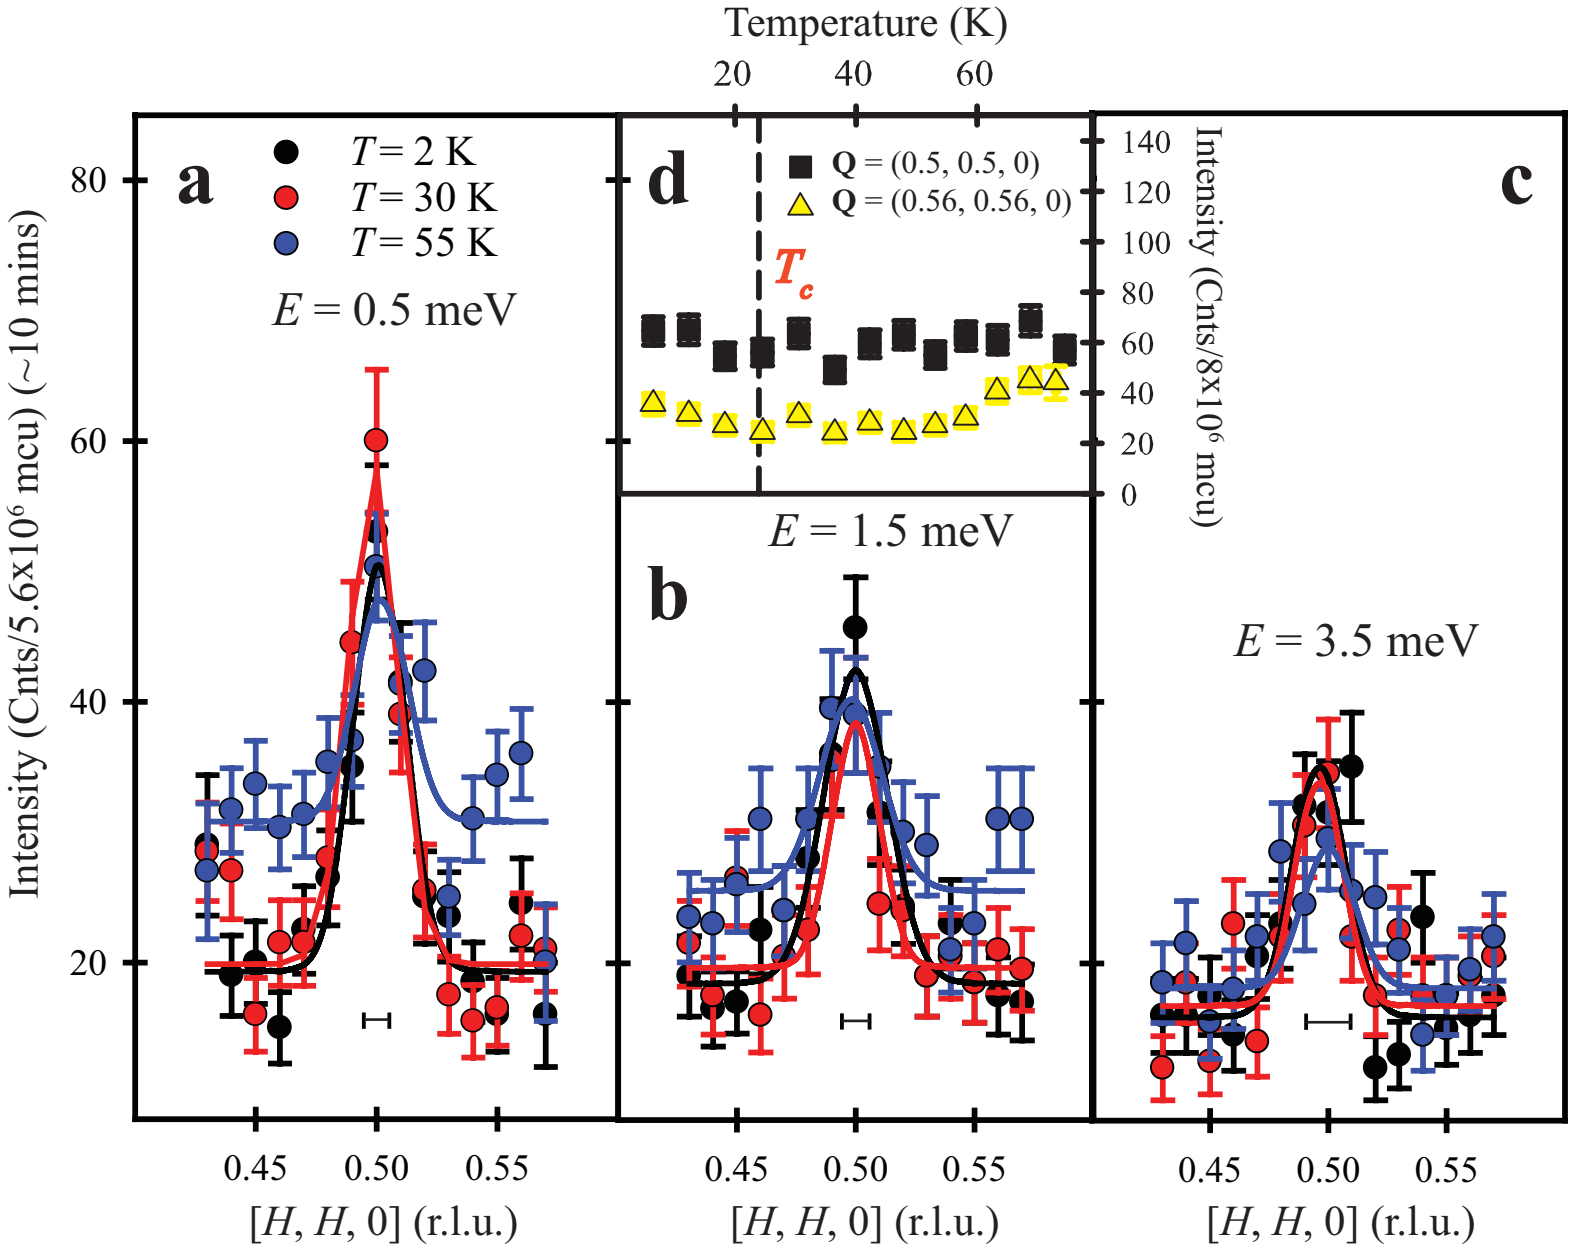 Temperature (K)
20 40 60
a
T = 2 K
T = 30 K
T = 55 K
E = 0.5 meV
80
60
40
20
Intensity (Cnts/5.6x10⁶ mcu) (~10 mins)
0.45 0.50 0.55
[H, H, 0] (r.l.u.)
d
Q = (0.5, 0.5, 0)
Q = (0.56, 0.56, 0)
T_c
140
120
100
80
60
40
20
0
Intensity (Cnts/8x10⁶ mcu)
E = 1.5 meV
b
0.45 0.50 0.55
[H, H, 0] (r.l.u.)
c
E = 3.5 meV
0.45 0.50 0.55
[H, H, 0] (r.l.u.)